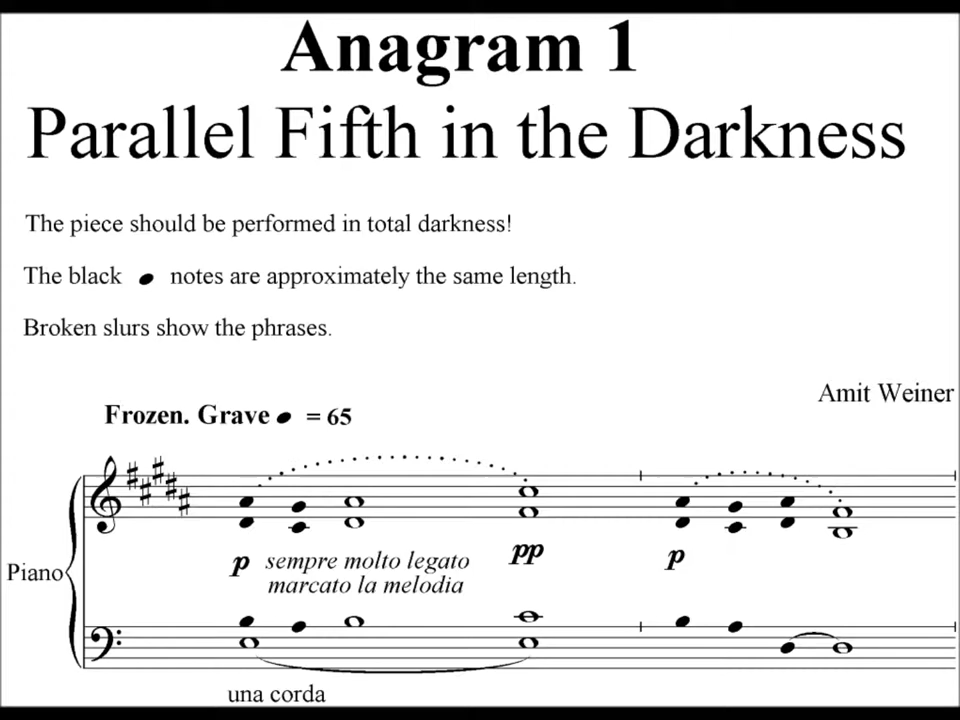 Anagram 1
Parallel Fifth in the Darkness
The piece should be performed in total darkness!
The black notes are approximately the same length.
Broken slurs show the phrases.
Amit Weiner
Frozen. Grave = 65
p sempre molto legato pp p
marcato la melodia
Piano
una corda